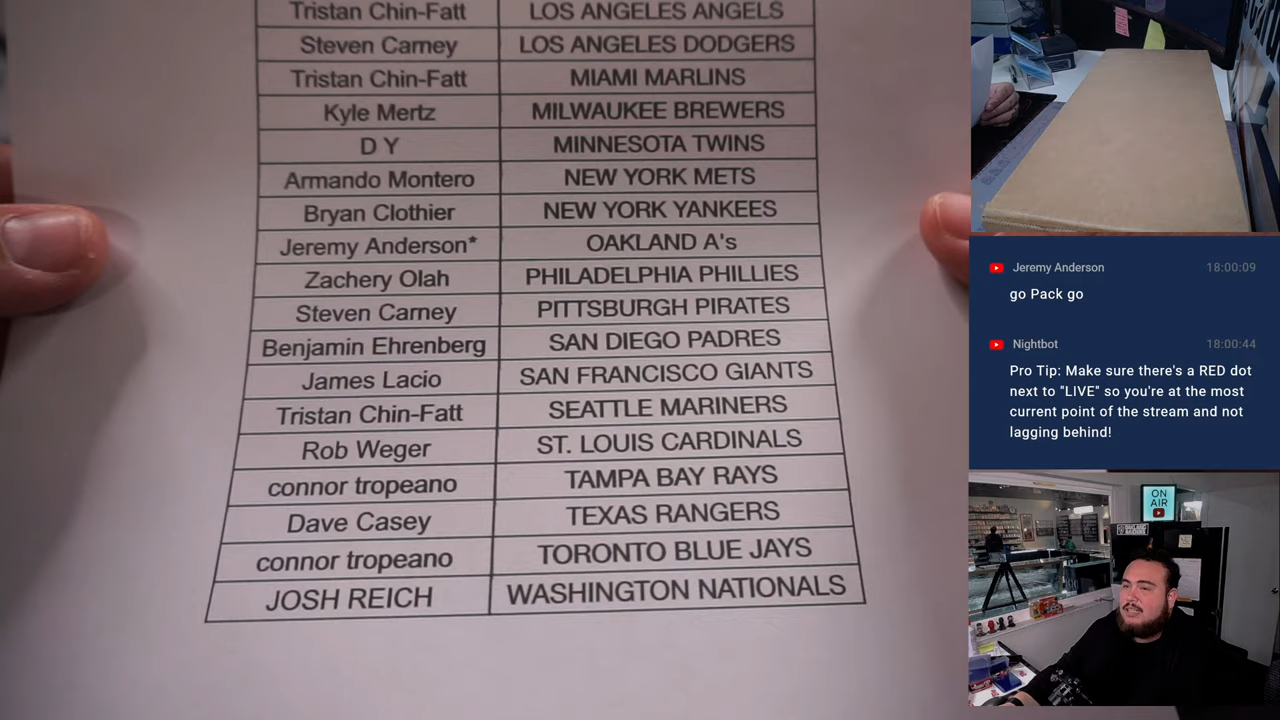 Tristan Chin-Fatt LOS ANGELES ANGELS
Steven Carney LOS ANGELES DODGERS
Tristan Chin-Fatt MIAMI MARLINS
Kyle Mertz MILWAUKEE BREWERS
D Y MINNESOTA TWINS
Armando Montero NEW YORK METS
Bryan Clothier NEW YORK YANKEES
Jeremy Anderson* OAKLAND A's
Zachery Olah PHILADELPHIA PHILLIES
Steven Carney PITTSBURGH PIRATES
Benjamin Ehrenberg SAN DIEGO PADRES
James Lacio SAN FRANCISCO GIANTS
Tristan Chin-Fatt SEATTLE MARINERS
Rob Weger ST. LOUIS CARDINALS
connor tropeano TAMPA BAY RAYS
Dave Casey TEXAS RANGERS
connor tropeano TORONTO BLUE JAYS
JOSH REICH WASHINGTON NATIONALS
Jeremy Anderson 18:00:09
go Pack go
Nightbot 18:00:44
Pro Tip: Make sure there's a RED dot
next to "LIVE" so you're at the most
current point of the stream and not
lagging behind!
ON
AIR